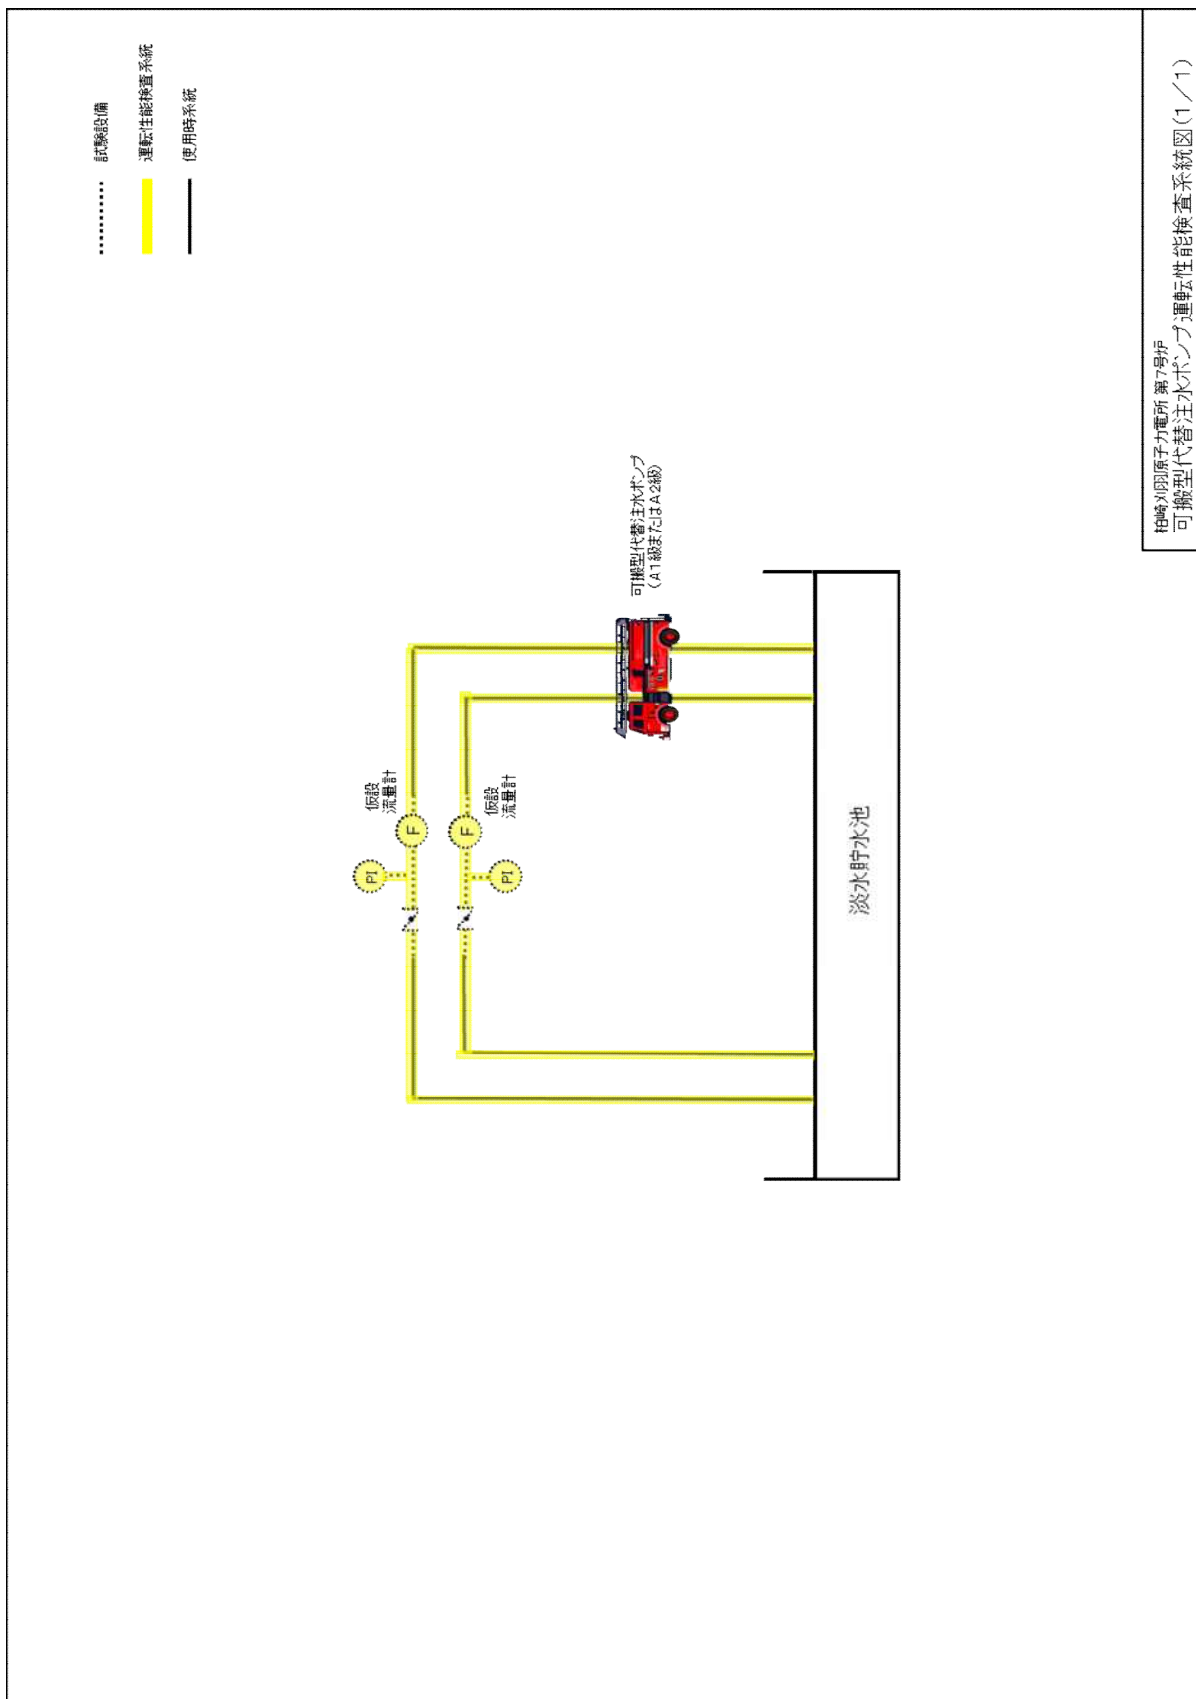 試験設備
運転性能検査系統
使用時系統
仮設
流量計
PI
F
F
仮設
流量計
PI
可搬型代替注水ポンプ
(A1級またはA2級)
淡水貯水池
柏崎刈羽原子力発電所 第7号炉
可搬型代替注水ポンプ運転性能検査系統図(1/1)